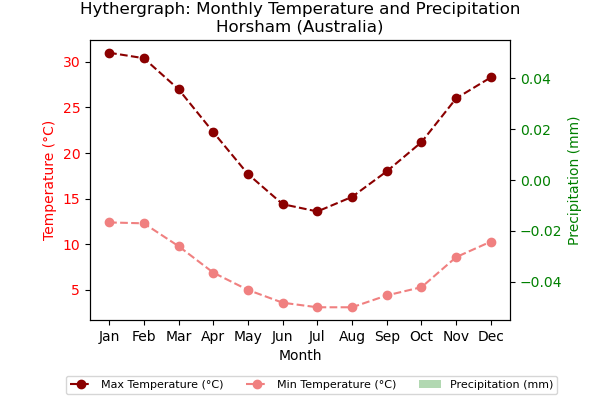 Hythergraph: Monthly Temperature and Precipitation
Horsham (Australia)
Temperature (°C)
30
25
20
15
10
5
0.04
0.02
0.00
−0.02
−0.04
Precipitation (mm)
Jan Feb Mar Apr May Jun Jul Aug Sep Oct Nov Dec
Month
Max Temperature (°C) Min Temperature (°C) Precipitation (mm)